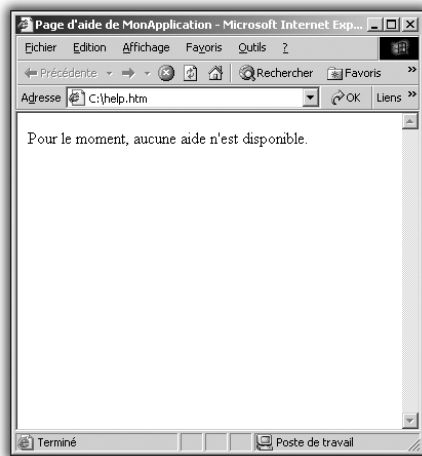 Page d'aide de MonApplication - Microsoft Internet Exp...
Fichier Edition Affichage Favoris Outils ?
Précédente Rechercher Favoris »
Adresse C:\help.htm OK Liens »
Pour le moment, aucune aide n'est disponible.
Terminé Poste de travail